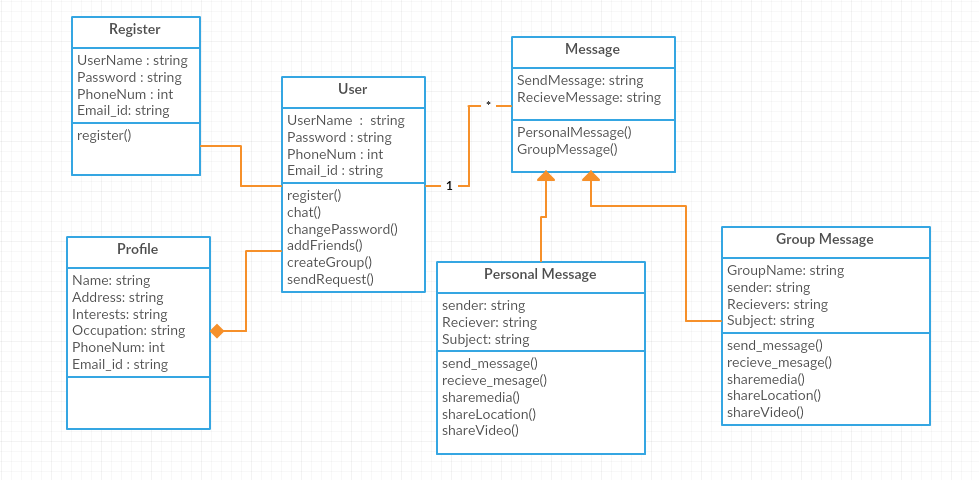 Register
UserName : string
Password : string
PhoneNum : int
Email_id: string
register()
User
UserName : string
Password : string
PhoneNum : int
Email_id : string
register()
chat()
changePassword()
addFriends()
createGroup()
sendRequest()
1
*
Message
SendMessage: string
RecieveMessage: string
PersonalMessage()
GroupMessage()
Profile
Name: string
Address: string
Interests: string
Occupation: string
PhoneNum: int
Email_id : string
Personal Message
sender: string
Reciever: string
Subject: string
send_message()
recieve_mesage()
sharemedia()
shareLocation()
shareVideo()
Group Message
GroupName: string
sender: string
Recievers: string
Subject: string
send_message()
recieve_mesage()
sharemedia()
shareLocation()
shareVideo()